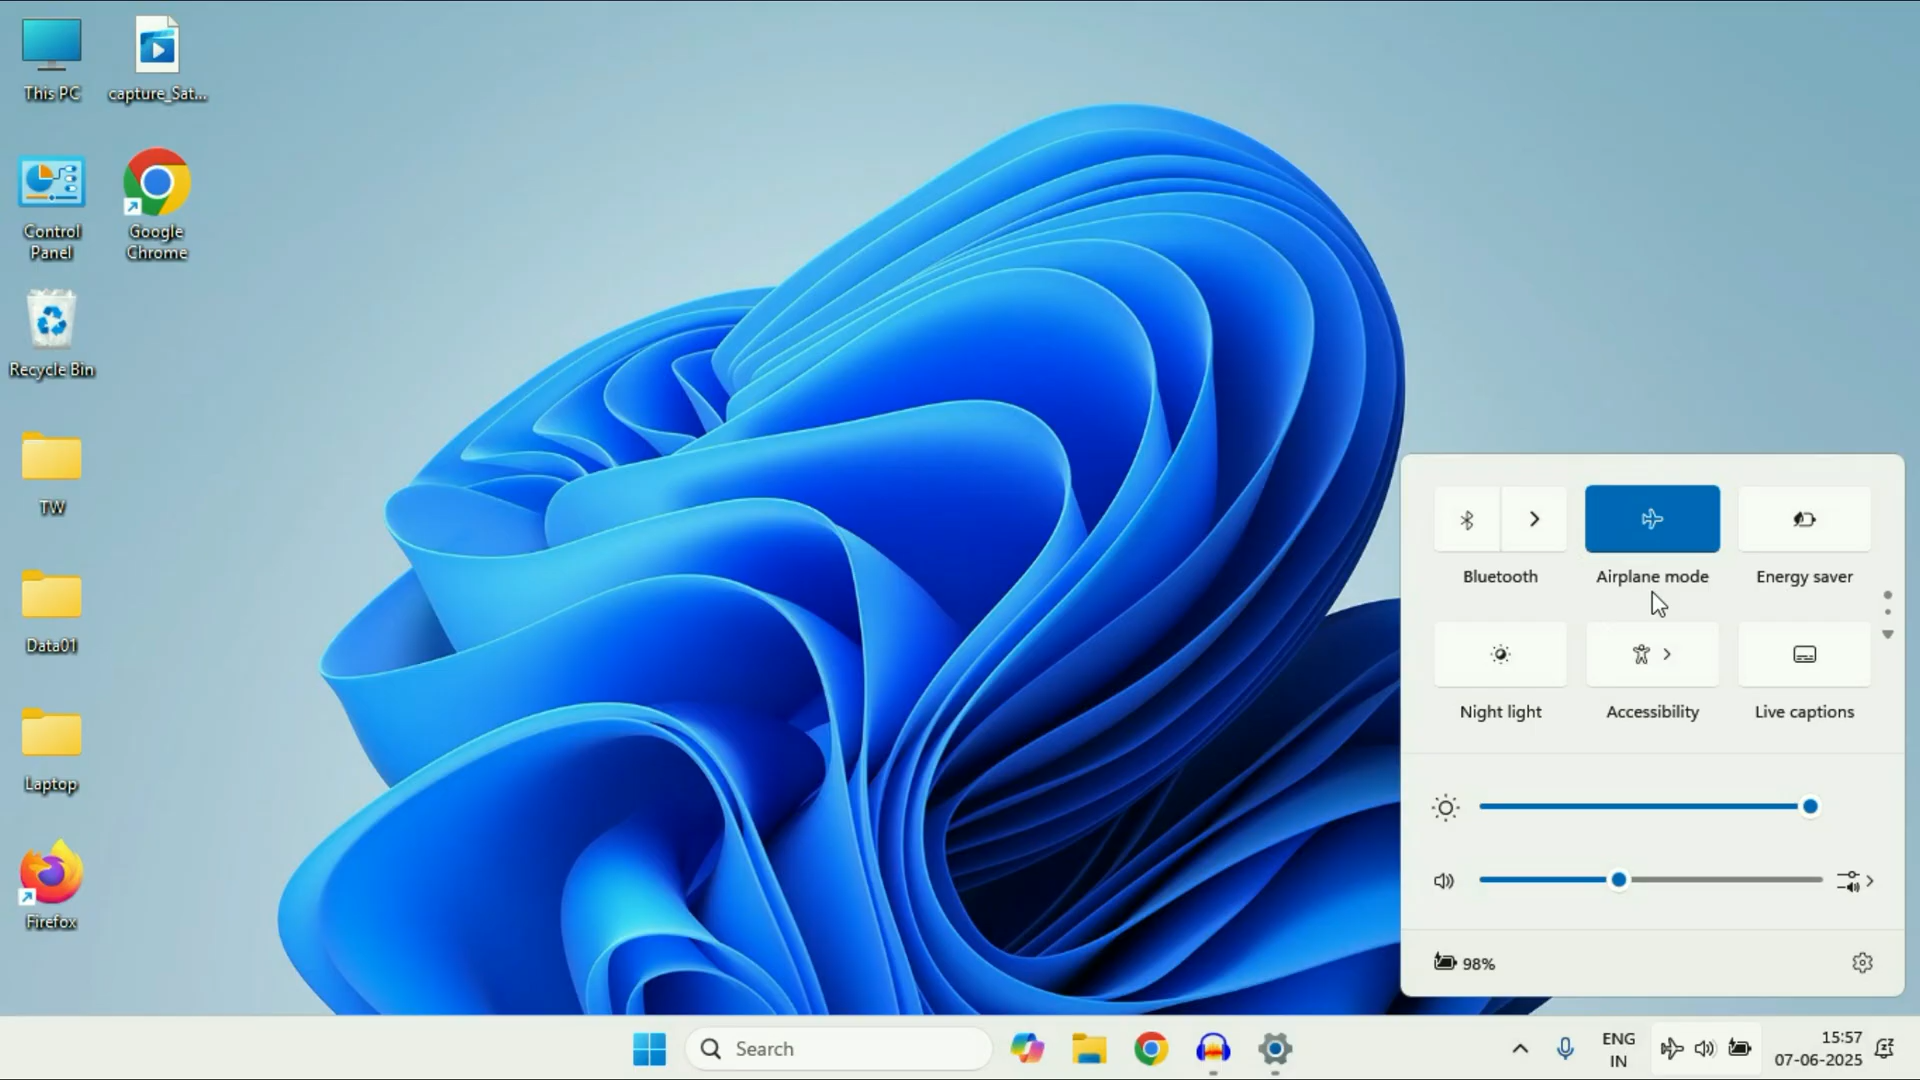 This PC
capture_Sat...
Control
Panel
Google
Chrome
Recycle Bin
TW
Data01
Laptop
Firefox
Bluetooth
Airplane mode
Energy saver
Night light
Accessibility
Live captions
98%
Search
ENG
IN
15:57
07-06-2025